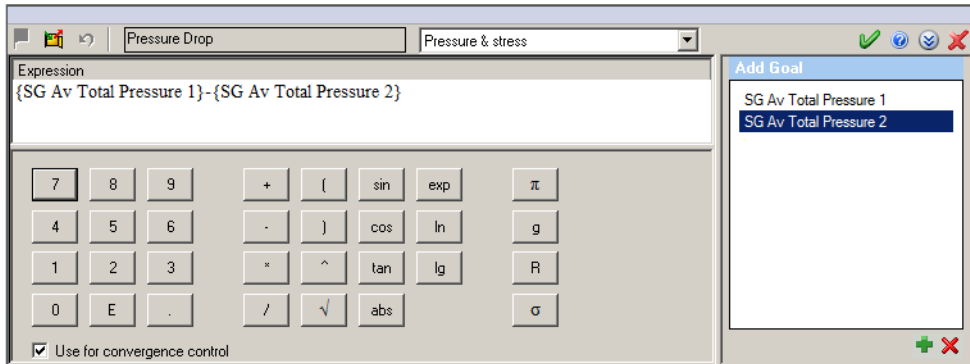 Pressure Drop Pressure & stress
Expression
{SG Av Total Pressure 1}-{SG Av Total Pressure 2}
7 8 9 + ( sin exp π
4 5 6 - ) cos ln g
1 2 3 * ^ tan lg R
0 E . / √ abs σ
Use for convergence control
Add Goal
SG Av Total Pressure 1
SG Av Total Pressure 2